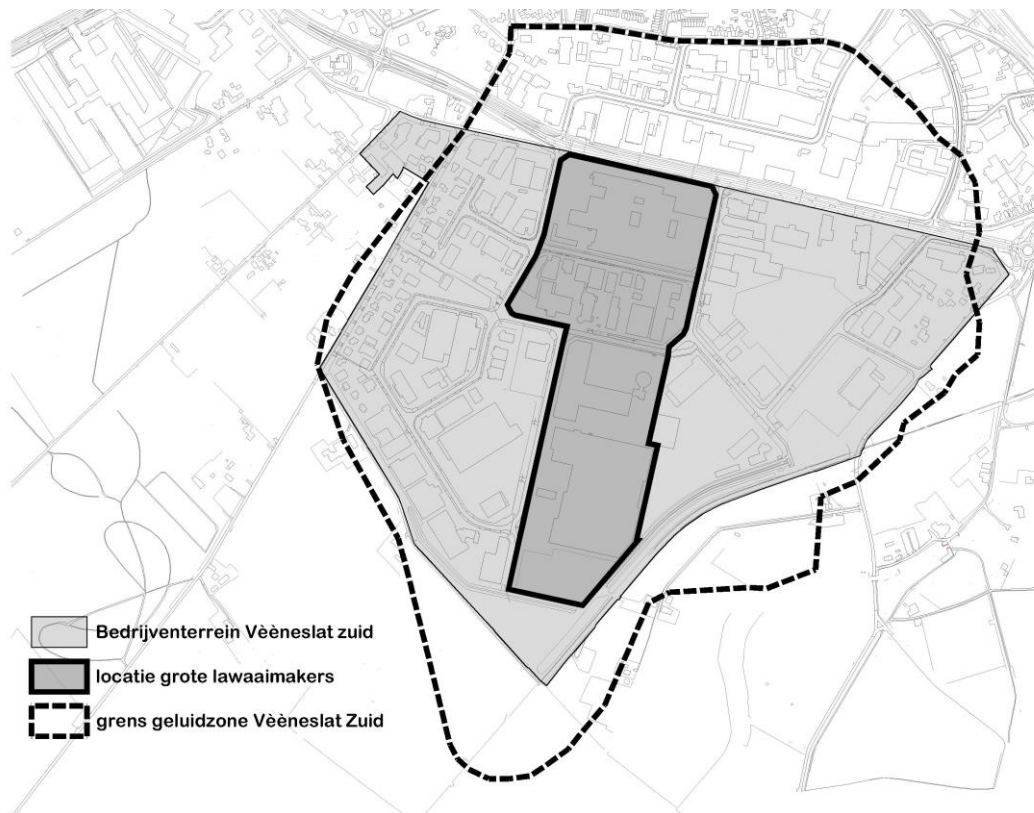 Bedrijventerrein Vèèneslat zuid
locatie grote lawaaimakers
grens geluidzone Vèèneslat Zuid